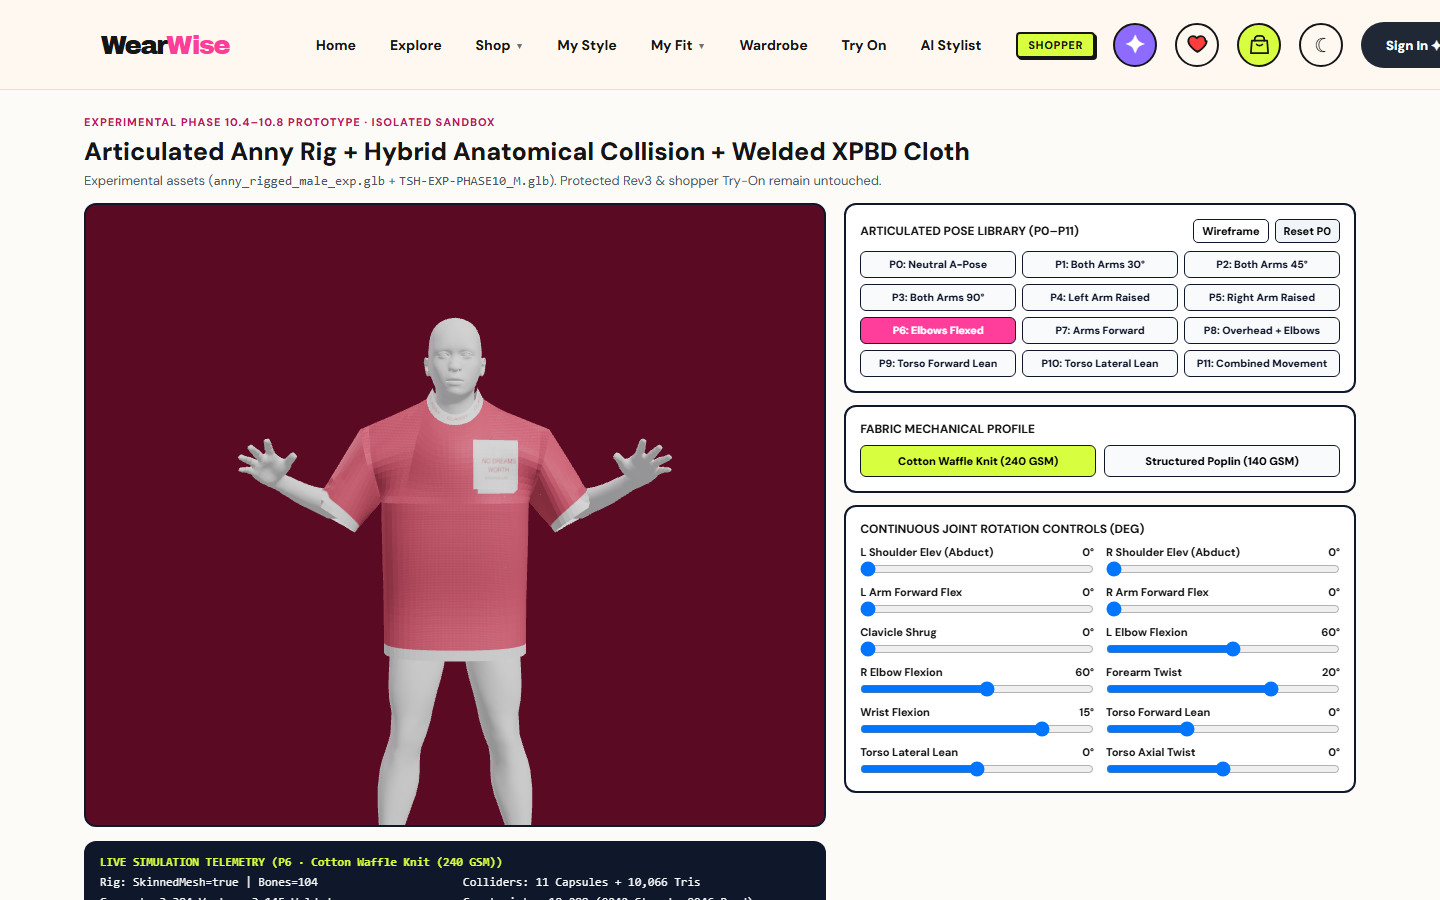 WearWise
Home Explore Shop ▾ My Style My Fit ▾ Wardrobe Try On AI Stylist SHOPPER Sign In ✦
EXPERIMENTAL PHASE 10.4–10.8 PROTOTYPE · ISOLATED SANDBOX
Articulated Anny Rig + Hybrid Anatomical Collision + Welded XPBD Cloth
Experimental assets (anny_rigged_male_exp.glb + TSH-EXP-PHASE10_M.glb). Protected Rev3 & shopper Try-On remain untouched.
NO DREAMS
ARTICULATED POSE LIBRARY (P0–P11) Wireframe Reset P0
P0: Neutral A-Pose P1: Both Arms 30° P2: Both Arms 45°
P3: Both Arms 90° P4: Left Arm Raised P5: Right Arm Raised
P6: Elbows Flexed P7: Arms Forward P8: Overhead + Elbows
P9: Torso Forward Lean P10: Torso Lateral Lean P11: Combined Movement
FABRIC MECHANICAL PROFILE
Cotton Waffle Knit (240 GSM) Structured Poplin (140 GSM)
CONTINUOUS JOINT ROTATION CONTROLS (DEG)
L Shoulder Elev (Abduct) 0° R Shoulder Elev (Abduct) 0°
L Arm Forward Flex 0° R Arm Forward Flex 0°
Clavicle Shrug 0° L Elbow Flexion 60°
R Elbow Flexion 60° Forearm Twist 20°
Wrist Flexion 15° Torso Forward Lean 0°
Torso Lateral Lean 0° Torso Axial Twist 0°
LIVE SIMULATION TELEMETRY (P6 · Cotton Waffle Knit (240 GSM))
Rig: SkinnedMesh=true | Bones=104 Colliders: 11 Capsules + 10,066 Tris